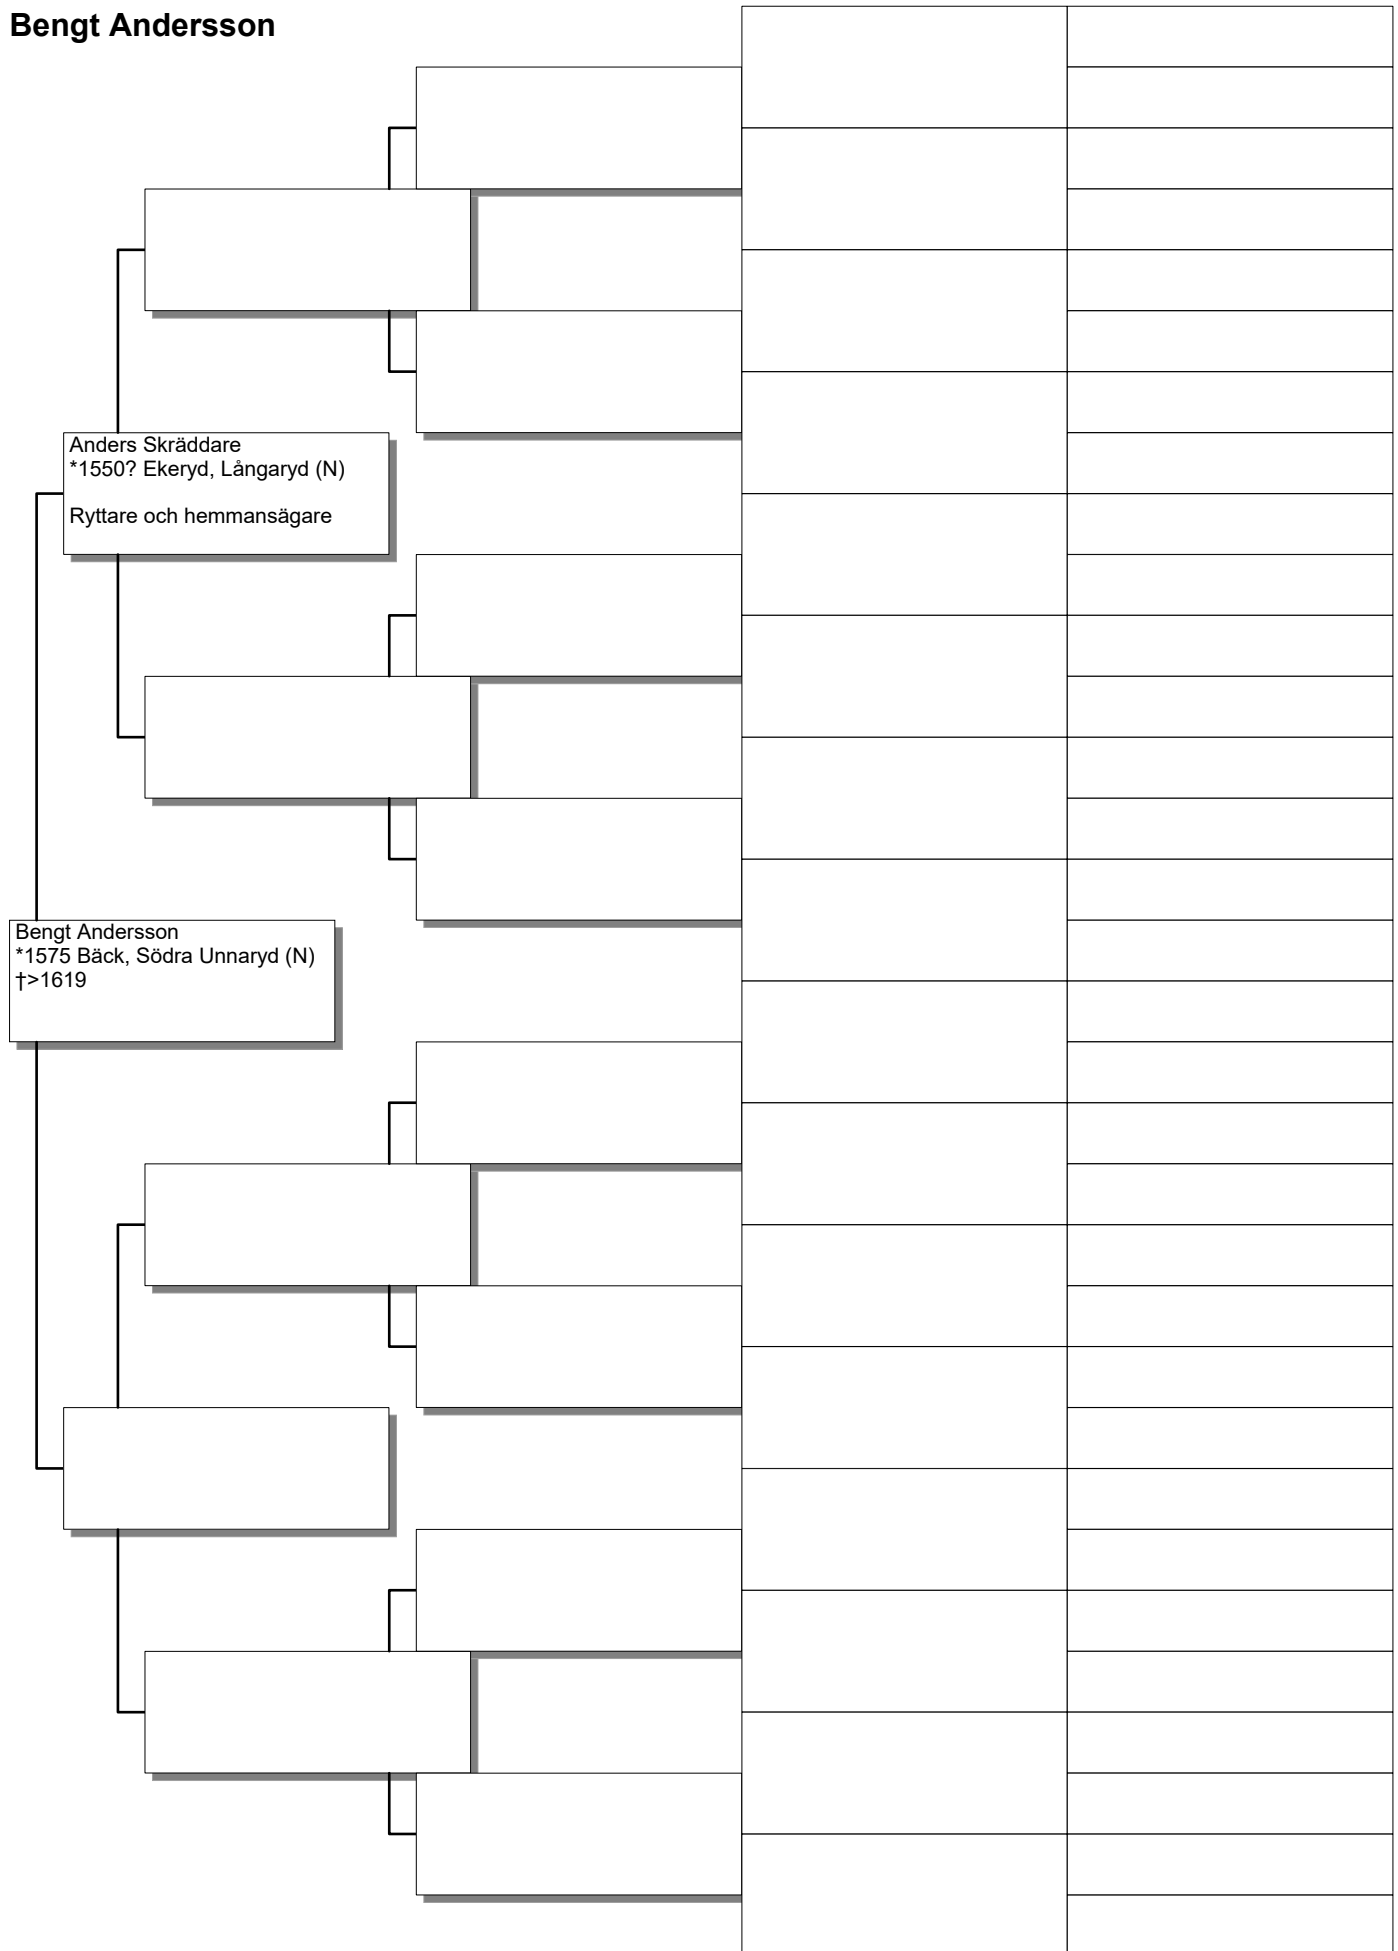 Bengt Andersson
Anders Skräddare
*1550? Ekeryd, Långaryd (N)
Ryttare och hemmansägare
Bengt Andersson
*1575 Bäck, Södra Unnaryd (N)
†>1619